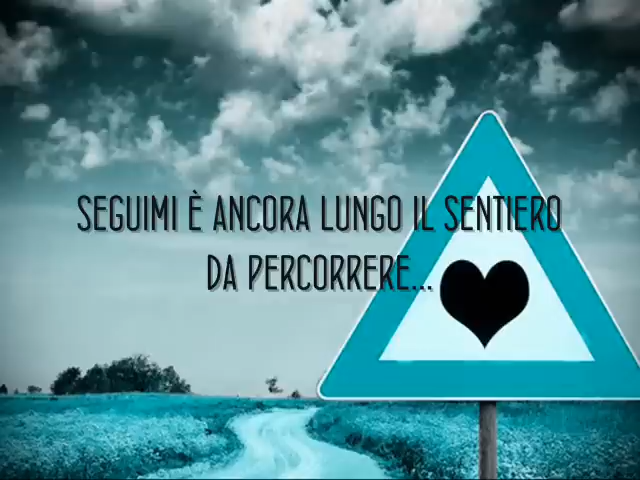 SEGUIMI È ANCORA LUNGO IL SENTIERO
DA PERCORRERE...